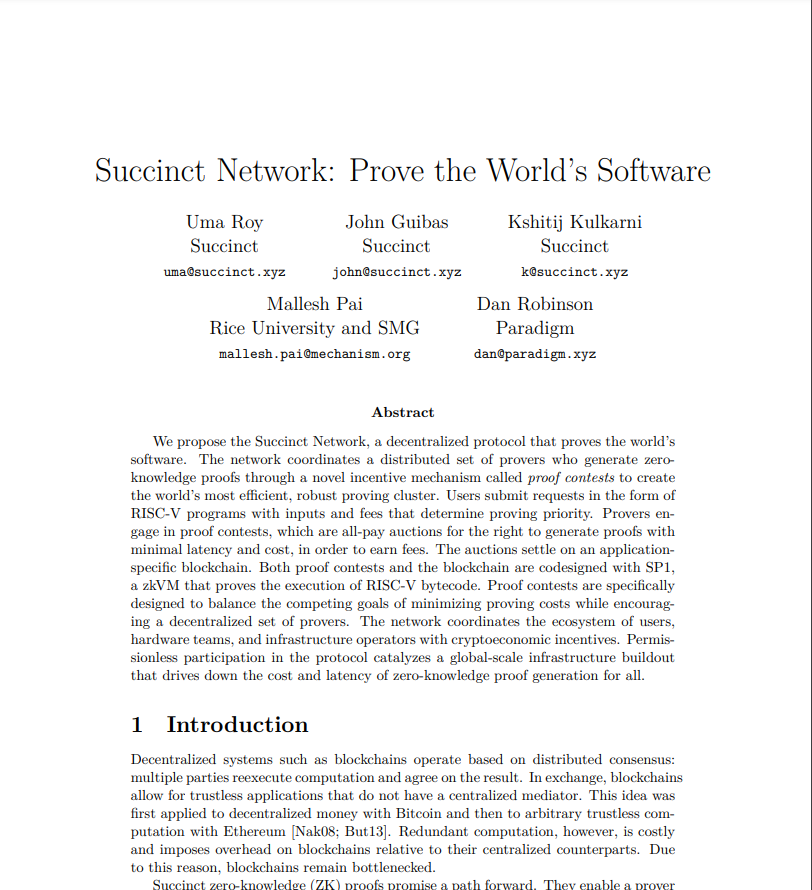 Succinct Network: Prove the World's Software
Uma Roy
Succinct
uma@succinct.xyz
John Guibas
Succinct
john@succinct.xyz
Kshitij Kulkarni
Succinct
k@succinct.xyz
Mallesh Pai
Rice University and SMG
mallesh.pai@mechanism.org
Dan Robinson
Paradigm
dan@paradigm.xyz
Abstract
We propose the Succinct Network, a decentralized protocol that proves the world's
software. The network coordinates a distributed set of provers who generate zero-
knowledge proofs through a novel incentive mechanism called proof contests to create
the world's most efficient, robust proving cluster. Users submit requests in the form of
RISC-V programs with inputs and fees that determine proving priority. Provers en-
gage in proof contests, which are all-pay auctions for the right to generate proofs with
minimal latency and cost, in order to earn fees. The auctions settle on an application-
specific blockchain. Both proof contests and the blockchain are codesigned with SP1,
a zkVM that proves the execution of RISC-V bytecode. Proof contests are specifically
designed to balance the competing goals of minimizing proving costs while encourag-
ing a decentralized set of provers. The network coordinates the ecosystem of users,
hardware teams, and infrastructure operators with cryptoeconomic incentives. Permis-
sionless participation in the protocol catalyzes a global-scale infrastructure buildout
that drives down the cost and latency of zero-knowledge proof generation for all.
1 Introduction
Decentralized systems such as blockchains operate based on distributed consensus:
multiple parties reexecute computation and agree on the result. In exchange, blockchains
allow for trustless applications that do not have a centralized mediator. This idea was
first applied to decentralized money with Bitcoin and then to arbitrary trustless com-
putation with Ethereum [Nak08; But13]. Redundant computation, however, is costly
and imposes overhead on blockchains relative to their centralized counterparts. Due
to this reason, blockchains remain bottlenecked.
Succinct zero-knowledge (ZK) proofs promise a path forward. They enable a prover